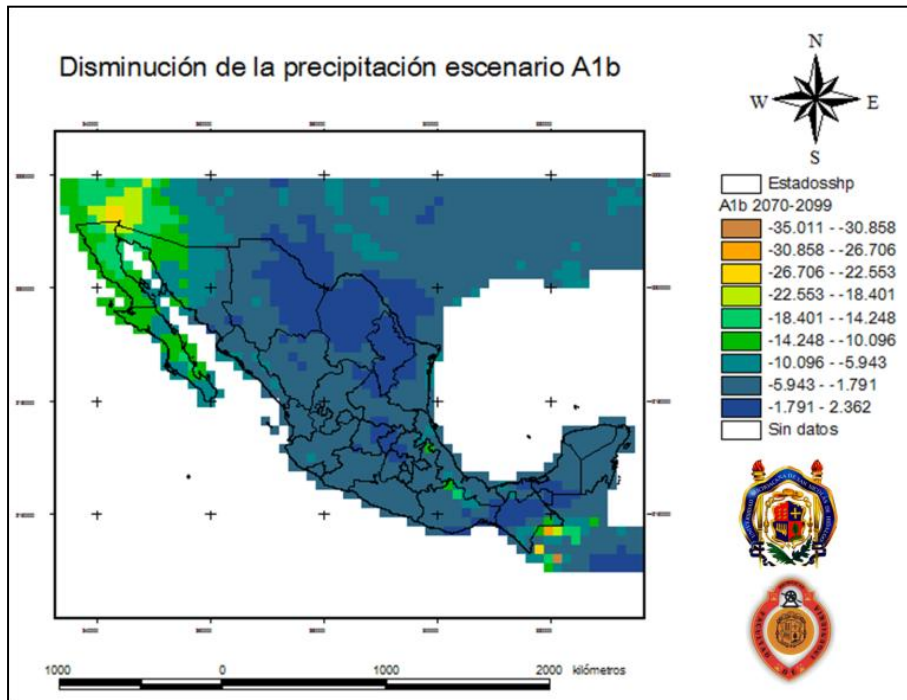 Disminución de la precipitación escenario A1b
N
W E
S
Estadosshp
A1b 2070-2099
-35.011 - -30.858
-30.858 - -26.706
-26.706 - -22.553
-22.553 - -18.401
-18.401 - -14.248
-14.248 - -10.096
-10.096 - -5.943
-5.943 - -1.791
-1.791 - 2.362
Sin datos
1000 0 1000 2000 kilómetros